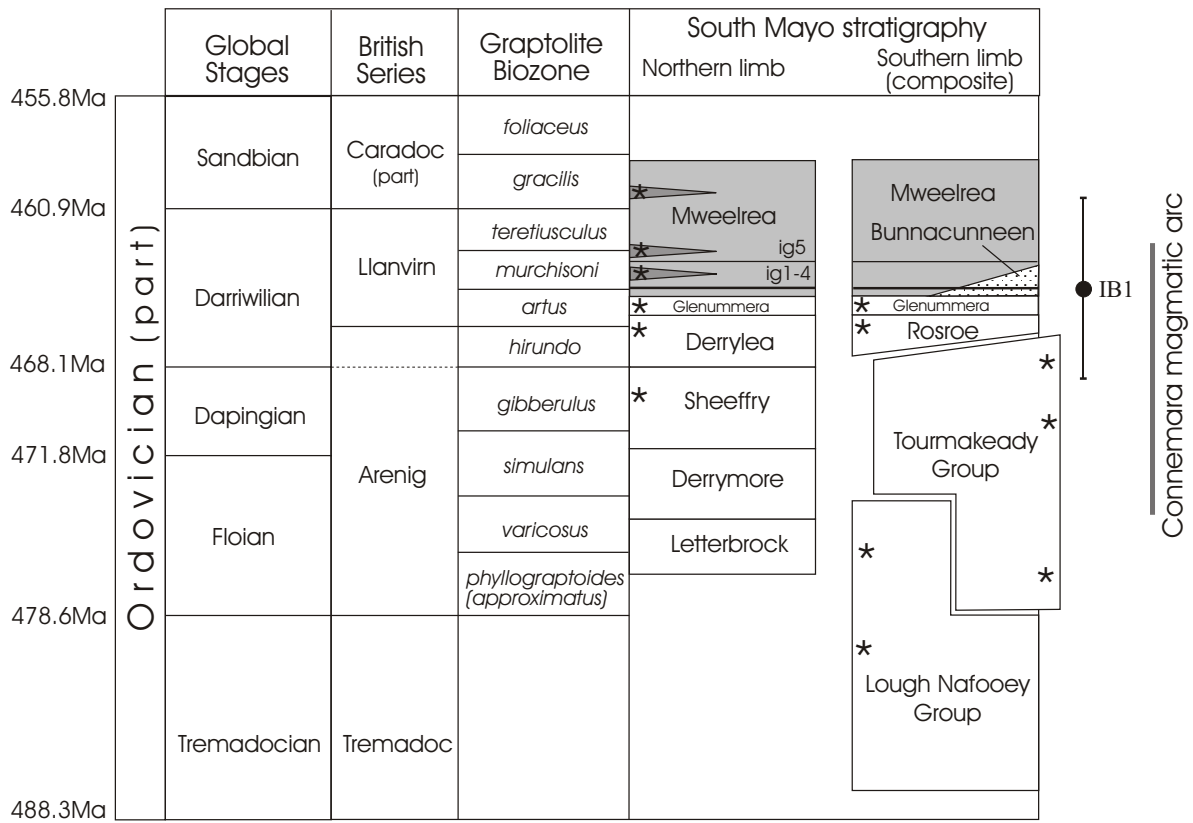 South Mayo stratigraphy
Global
Stages
British
Series
Graptolite
Biozone
Northern limb
Southern limb
(composite)
455.8Ma
460.9Ma
468.1Ma
471.8Ma
478.6Ma
488.3Ma
Ordovician (part)
Sandbian
Darriwilian
Dapingian
Floian
Tremadocian
Caradoc
(part)
Llanvirn
Arenig
Tremadoc
foliaceus
gracilis
teretiusculus
murchisoni
artus
hirundo
gibberulus
simulans
varicosus
phyllograptoides
(approximatus)
*
Mweelrea
* ig5
* ig1-4
* Glenummera
* Derrylea
* Sheeffry
Derrymore
Letterbrock
Mweelrea
Bunnacunneen
* Glenummera
* Rosroe
*
*
Tourmakeady
Group
*
*
*
Lough Nafooey
Group
IB1
Connemara magmatic arc